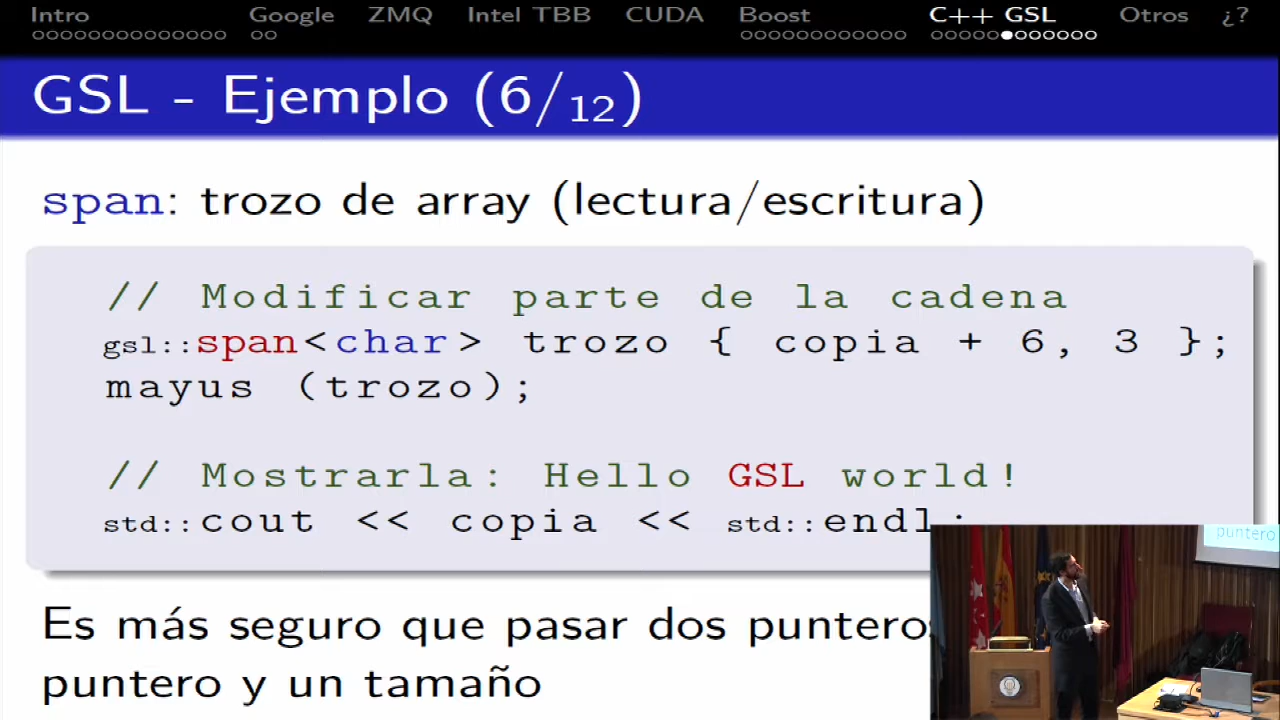 Intro Google ZMQ Intel TBB CUDA Boost C++ GSL Otros ¿?
GSL - Ejemplo (6/12)
span: trozo de array (lectura/escritura)
// Modificar parte de la cadena
gsl::span<char> trozo { copia + 6, 3 };
mayus (trozo);
// Mostrarla: Hello GSL world!
std::cout << copia << std::endl;
Es más seguro que pasar dos punteros
puntero y un tamaño
puntero